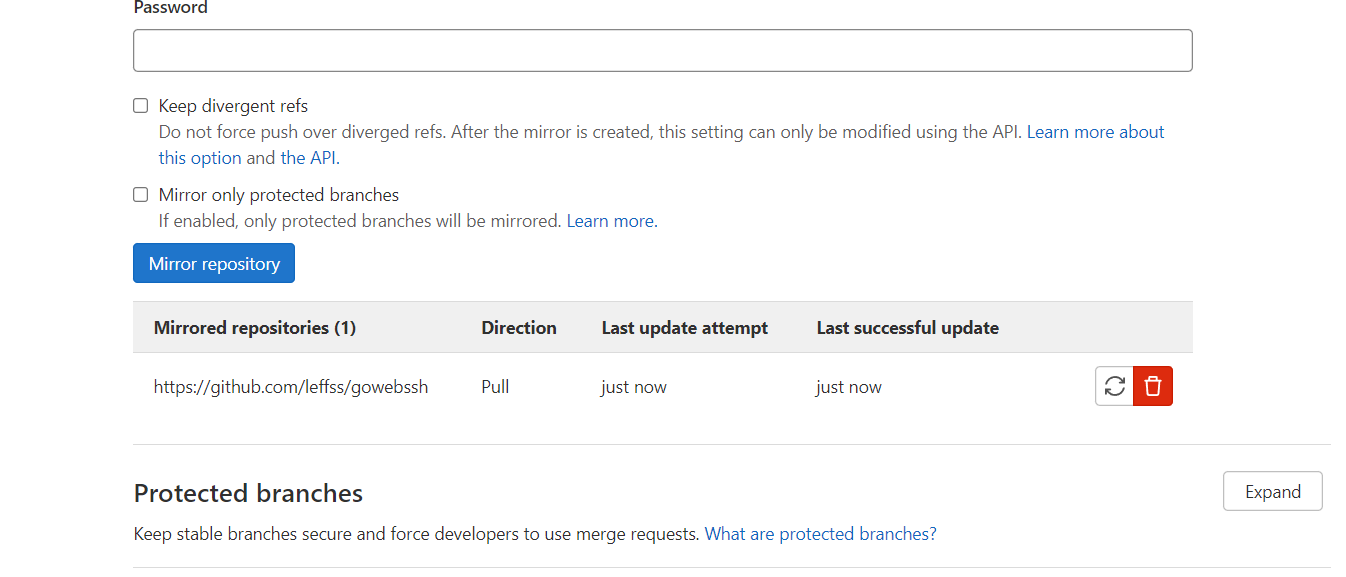 Password
Keep divergent refs
Do not force push over diverged refs. After the mirror is created, this setting can only be modified using the API. Learn more about
this option and the API.
Mirror only protected branches
If enabled, only protected branches will be mirrored. Learn more.
Mirror repository
Mirrored repositories (1) Direction Last update attempt Last successful update
https://github.com/leffss/gowebssh Pull just now just now
Protected branches Expand
Keep stable branches secure and force developers to use merge requests. What are protected branches?